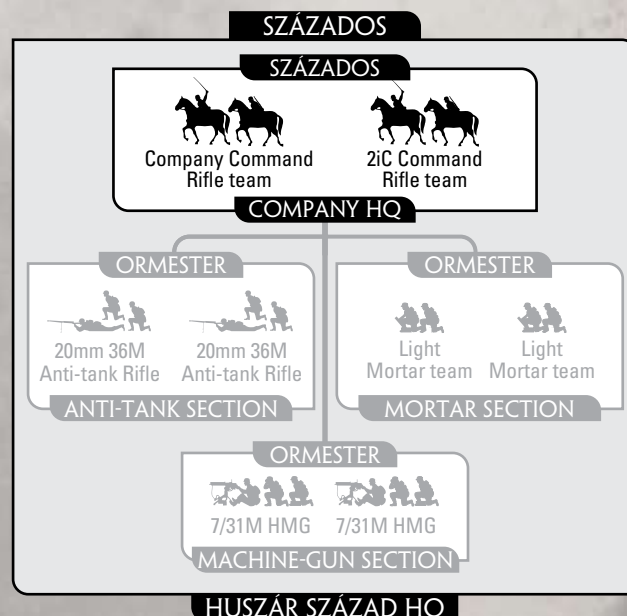 SZÁZADOS
SZÁZADOS
Company Command
Rifle team
2iC Command
Rifle team
COMPANY HQ
ORMESTER
20mm 36M
Anti-tank Rifle
20mm 36M
Anti-tank Rifle
ANTI-TANK SECTION
ORMESTER
Light
Mortar team
Light
Mortar team
MORTAR SECTION
ORMESTER
7/31M HMG
7/31M HMG
MACHINE-GUN SECTION
HUSZÁR SZÁZAD HQ